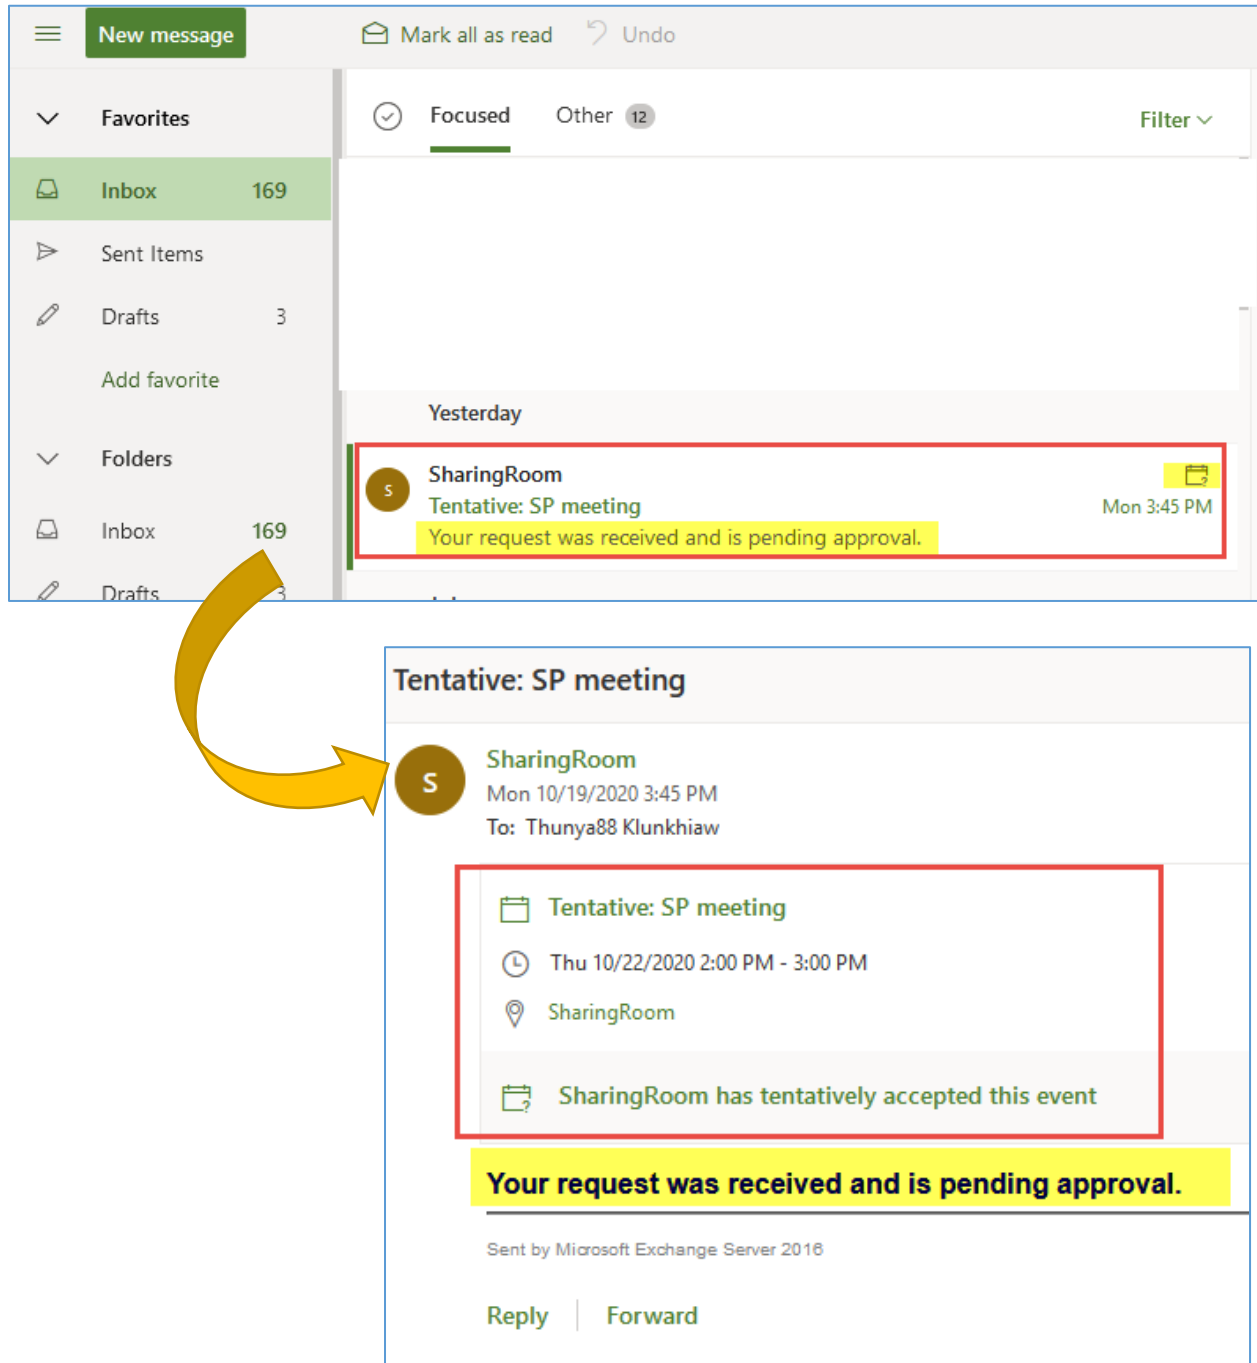 New message
Mark all as read
Undo
Favorites
Focused
Other 12
Filter
Inbox 169
Sent Items
Drafts 3
Add favorite
Yesterday
Folders
S
SharingRoom
Tentative: SP meeting
Mon 3:45 PM
Your request was received and is pending approval.
Inbox 169
Drafts 3
Tentative: SP meeting
S
SharingRoom
Mon 10/19/2020 3:45 PM
To: Thunya88 Klunkhiaw
Tentative: SP meeting
Thu 10/22/2020 2:00 PM - 3:00 PM
SharingRoom
SharingRoom has tentatively accepted this event
Your request was received and is pending approval.
Sent by Microsoft Exchange Server 2016
Reply
Forward